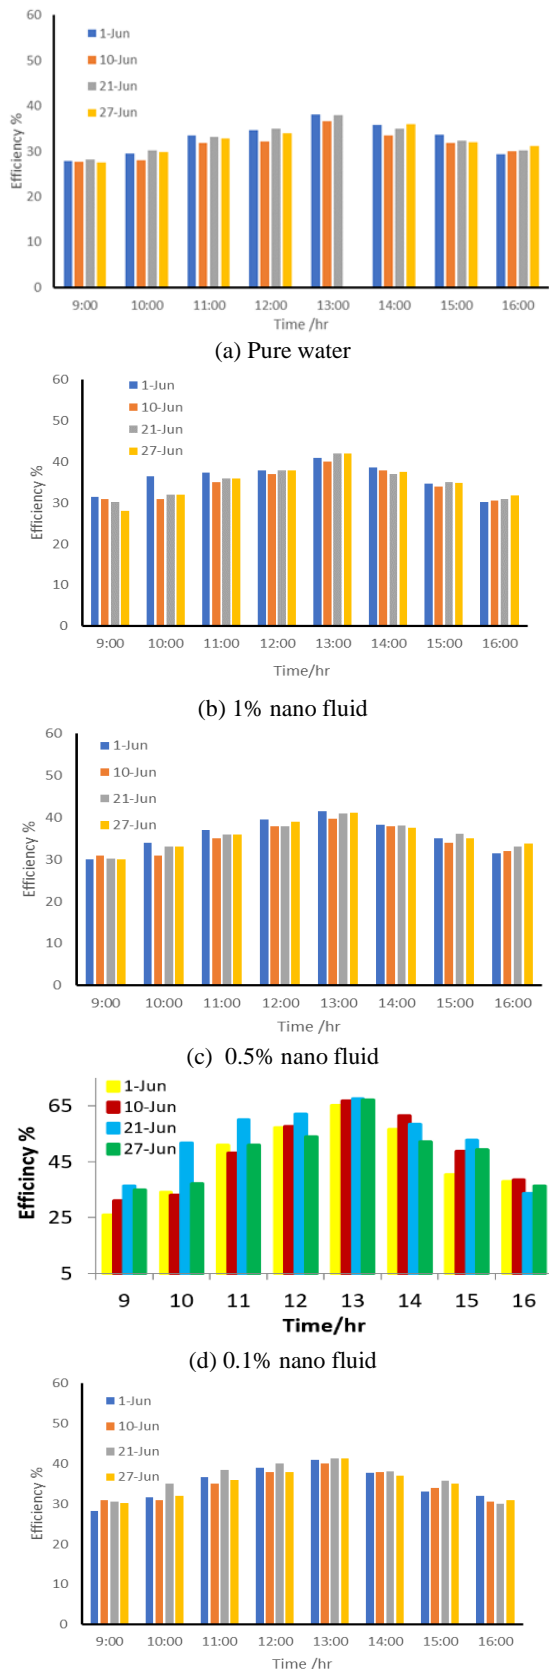 60
50
40
30
20
10
0
Efficiency %
1-Jun
10-Jun
21-Jun
27-Jun
9:00 10:00 11:00 12:00 13:00 14:00 15:00 16:00
Time /hr
(a) Pure water
60
50
40
30
20
10
0
Efficiency %
1-Jun
10-Jun
21-Jun
27-Jun
9:00 10:00 11:00 12:00 13:00 14:00 15:00 16:00
Time/hr
(b) 1% nano fluid
60
50
40
30
20
10
0
Efficiency %
1-Jun
10-Jun
21-Jun
27-Jun
9:00 10:00 11:00 12:00 13:00 14:00 15:00 16:00
Time /hr
(c) 0.5% nano fluid
65
45
25
5
Efficincy %
1-Jun
10-Jun
21-Jun
27-Jun
9 10 11 12 13 14 15 16
Time/hr
(d) 0.1% nano fluid
60
50
40
30
20
10
0
Efficiency %
1-Jun
10-Jun
21-Jun
27-Jun
9:00 10:00 11:00 12:00 13:00 14:00 15:00 16:00
Time /hr